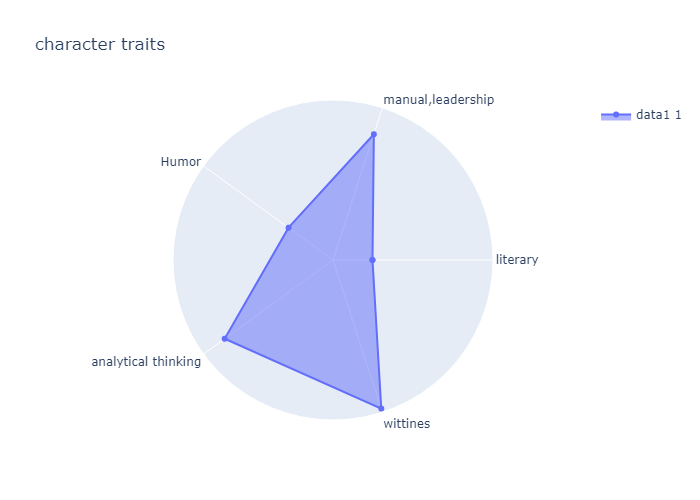 character traits
manual,leadership
data1 1
Humor
literary
analytical thinking
wittines